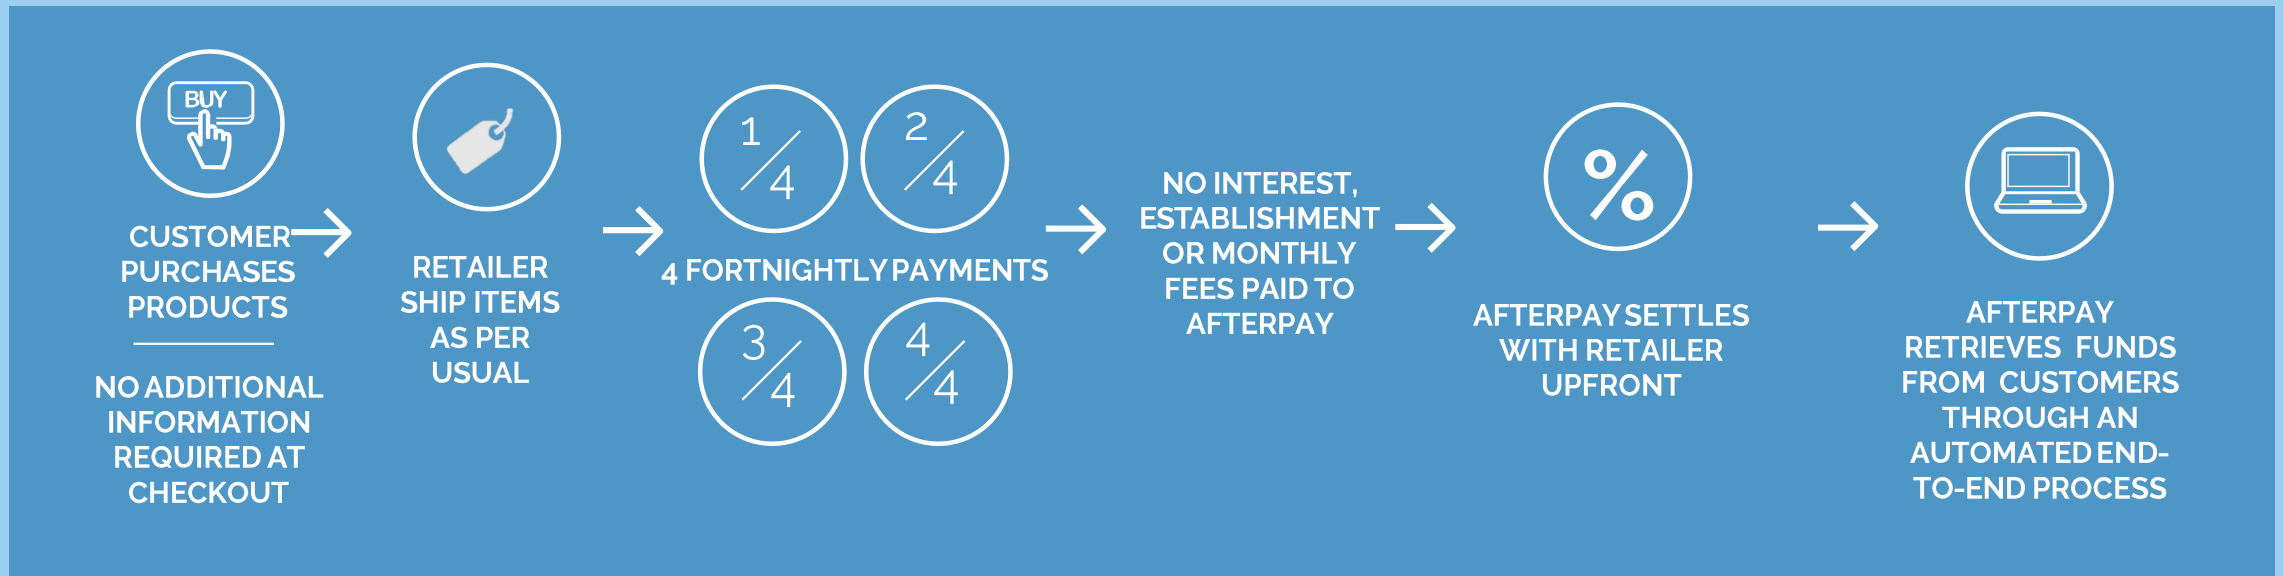 BUY
CUSTOMER
PURCHASES
PRODUCTS
NO ADDITIONAL
INFORMATION
REQUIRED AT
CHECKOUT
RETAILER
SHIP ITEMS
AS PER
USUAL
1/4
2/4
4 FORTNIGHTLY PAYMENTS
3/4
4/4
NO INTEREST,
ESTABLISHMENT
OR MONTHLY
FEES PAID TO
AFTERPAY
%
AFTERPAY SETTLES
WITH RETAILER
UPFRONT
AFTERPAY
RETRIEVES FUNDS
FROM CUSTOMERS
THROUGH AN
AUTOMATED END-
TO-END PROCESS